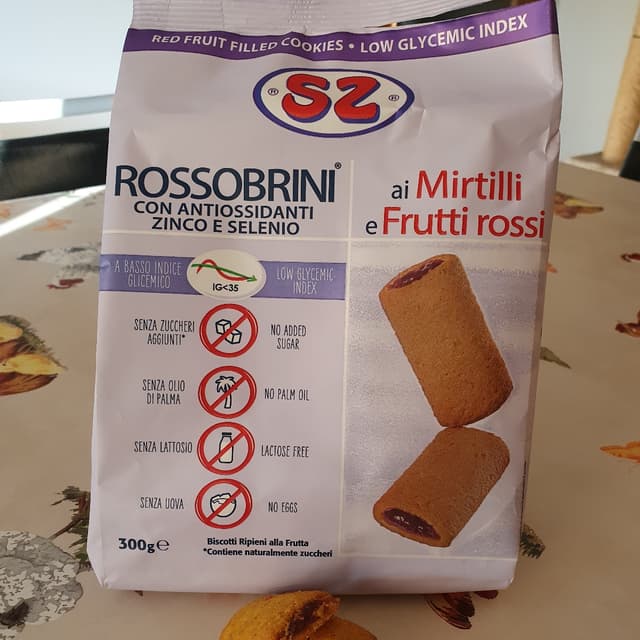 RED FRUIT FILLED COOKIES • LOW GLYCEMIC INDEX
® SZ ®
ROSSOBRINI®
CON ANTIOSSIDANTI
ZINCO E SELENIO
ai Mirtilli
e Frutti rossi
A BASSO INDICE
GLICEMICO
IG<35
LOW GLYCEMIC
INDEX
SENZA ZUCCHERI
AGGIUNTI*
NO ADDED
SUGAR
SENZA OLIO
DI PALMA
NO PALM OIL
SENZA LATTOSIO
LACTOSE FREE
SENZA UOVA
NO EGGS
300g e
Biscotti Ripieni alla Frutta
*Contiene naturalmente zuccheri